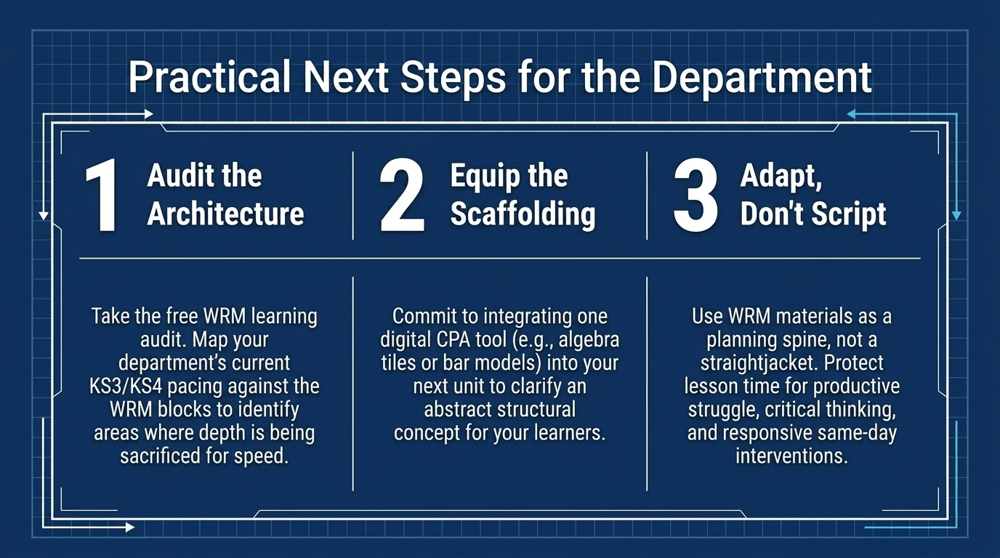 Practical Next Steps for the Department
1
Audit the
Architecture
Take the free WRM learning
audit. Map your
department’s current
KS3/KS4 pacing against the
WRM blocks to identify
areas where depth is being
sacrificed for speed.
2
Equip the
Scaffolding
Commit to integrating one
digital CPA tool (e.g., algebra
tiles or bar models) into your
next unit to clarify an
abstract structural
concept for your learners.
3
Adapt,
Don't Script
Use WRM materials as a
planning spine, not a
straightjacket. Protect
lesson time for productive
struggle, critical thinking,
and responsive same-day
interventions.